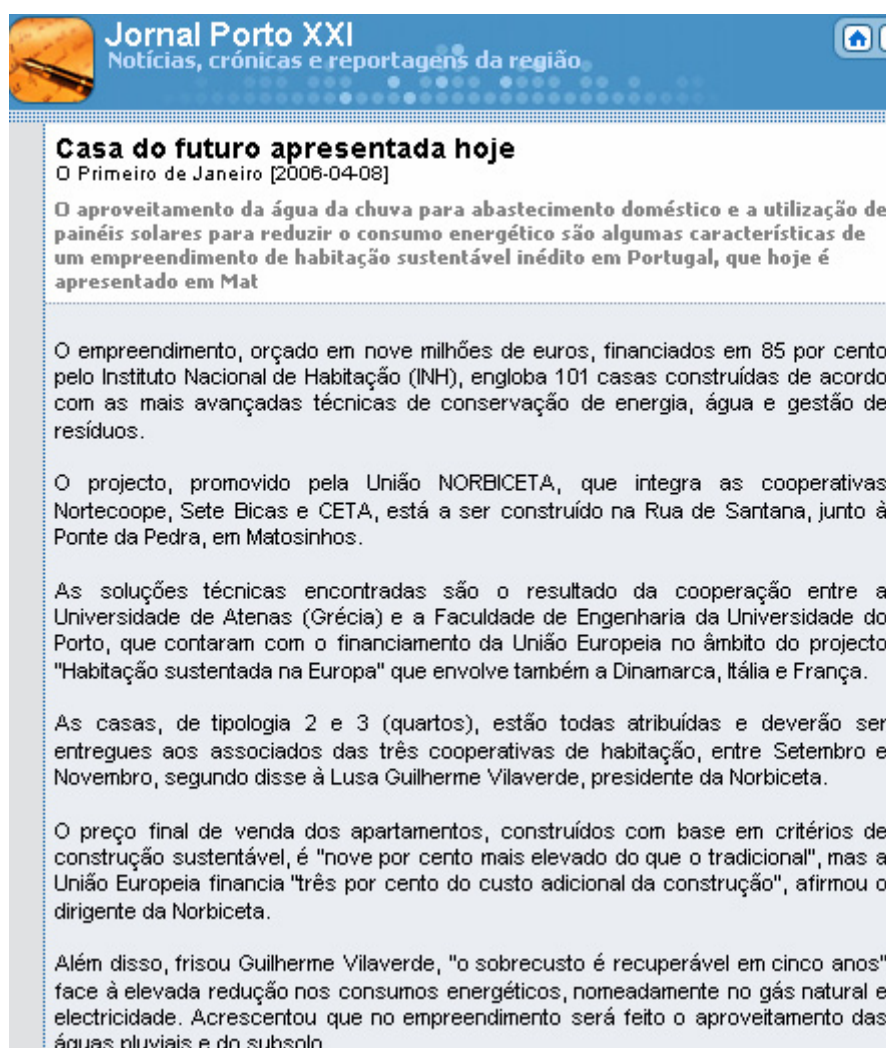 Jornal Porto XXI
Notícias, crónicas e reportagens da região
Casa do futuro apresentada hoje
O Primeiro de Janeiro [2006-04-08]
O aproveitamento da água da chuva para abastecimento doméstico e a utilização de
painéis solares para reduzir o consumo energético são algumas características de
um empreendimento de habitação sustentável inédito em Portugal, que hoje é
apresentado em Mat
O empreendimento, orçado em nove milhões de euros, financiados em 85 por cento
pelo Instituto Nacional de Habitação (INH), engloba 101 casas construídas de acordo
com as mais avançadas técnicas de conservação de energia, água e gestão de
resíduos.
O projecto, promovido pela União NORBICETA, que integra as cooperativas
Nortecoope, Sete Bicas e CETA, está a ser construído na Rua de Santana, junto à
Ponte da Pedra, em Matosinhos.
As soluções técnicas encontradas são o resultado da cooperação entre a
Universidade de Atenas (Grécia) e a Faculdade de Engenharia da Universidade do
Porto, que contaram com o financiamento da União Europeia no âmbito do projecto
"Habitação sustentada na Europa" que envolve também a Dinamarca, Itália e França.
As casas, de tipologia 2 e 3 (quartos), estão todas atribuídas e deverão ser
entregues aos associados das três cooperativas de habitação, entre Setembro e
Novembro, segundo disse à Lusa Guilherme Vilaverde, presidente da Norbiceta.
O preço final de venda dos apartamentos, construídos com base em critérios de
construção sustentável, é "nove por cento mais elevado do que o tradicional", mas a
União Europeia financia "três por cento do custo adicional da construção", afirmou o
dirigente da Norbiceta.
Além disso, frisou Guilherme Vilaverde, "o sobrecusto é recuperável em cinco anos"
face à elevada redução nos consumos energéticos, nomeadamente no gás natural e
electricidade. Acrescentou que no empreendimento será feito o aproveitamento das
águas pluviais e do subsolo